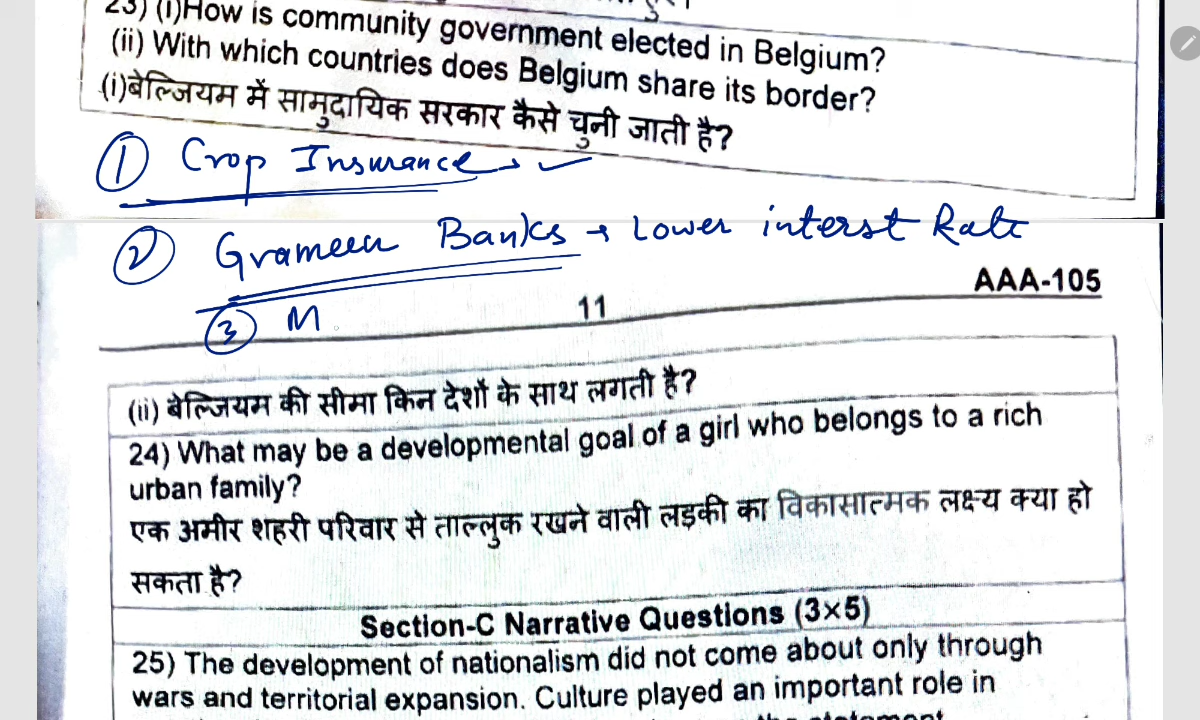 23) (i)How is community government elected in Belgium?
(ii) With which countries does Belgium share its border?
(i)बेल्जियम में सामुदायिक सरकार कैसे चुनी जाती है?
① Crop Insurance →
② Grameen Banks → Lower interst Rate
AAA-105
③ M
11
(ii) बेल्जियम की सीमा किन देशों के साथ लगती है?
24) What may be a developmental goal of a girl who belongs to a rich
urban family?
एक अमीर शहरी परिवार से ताल्लुक रखने वाली लड़की का विकासात्मक लक्ष्य क्या हो
सकता है?
Section-C Narrative Questions (3×5)
25) The development of nationalism did not come about only through
wars and territorial expansion. Culture played an important role in
the statement